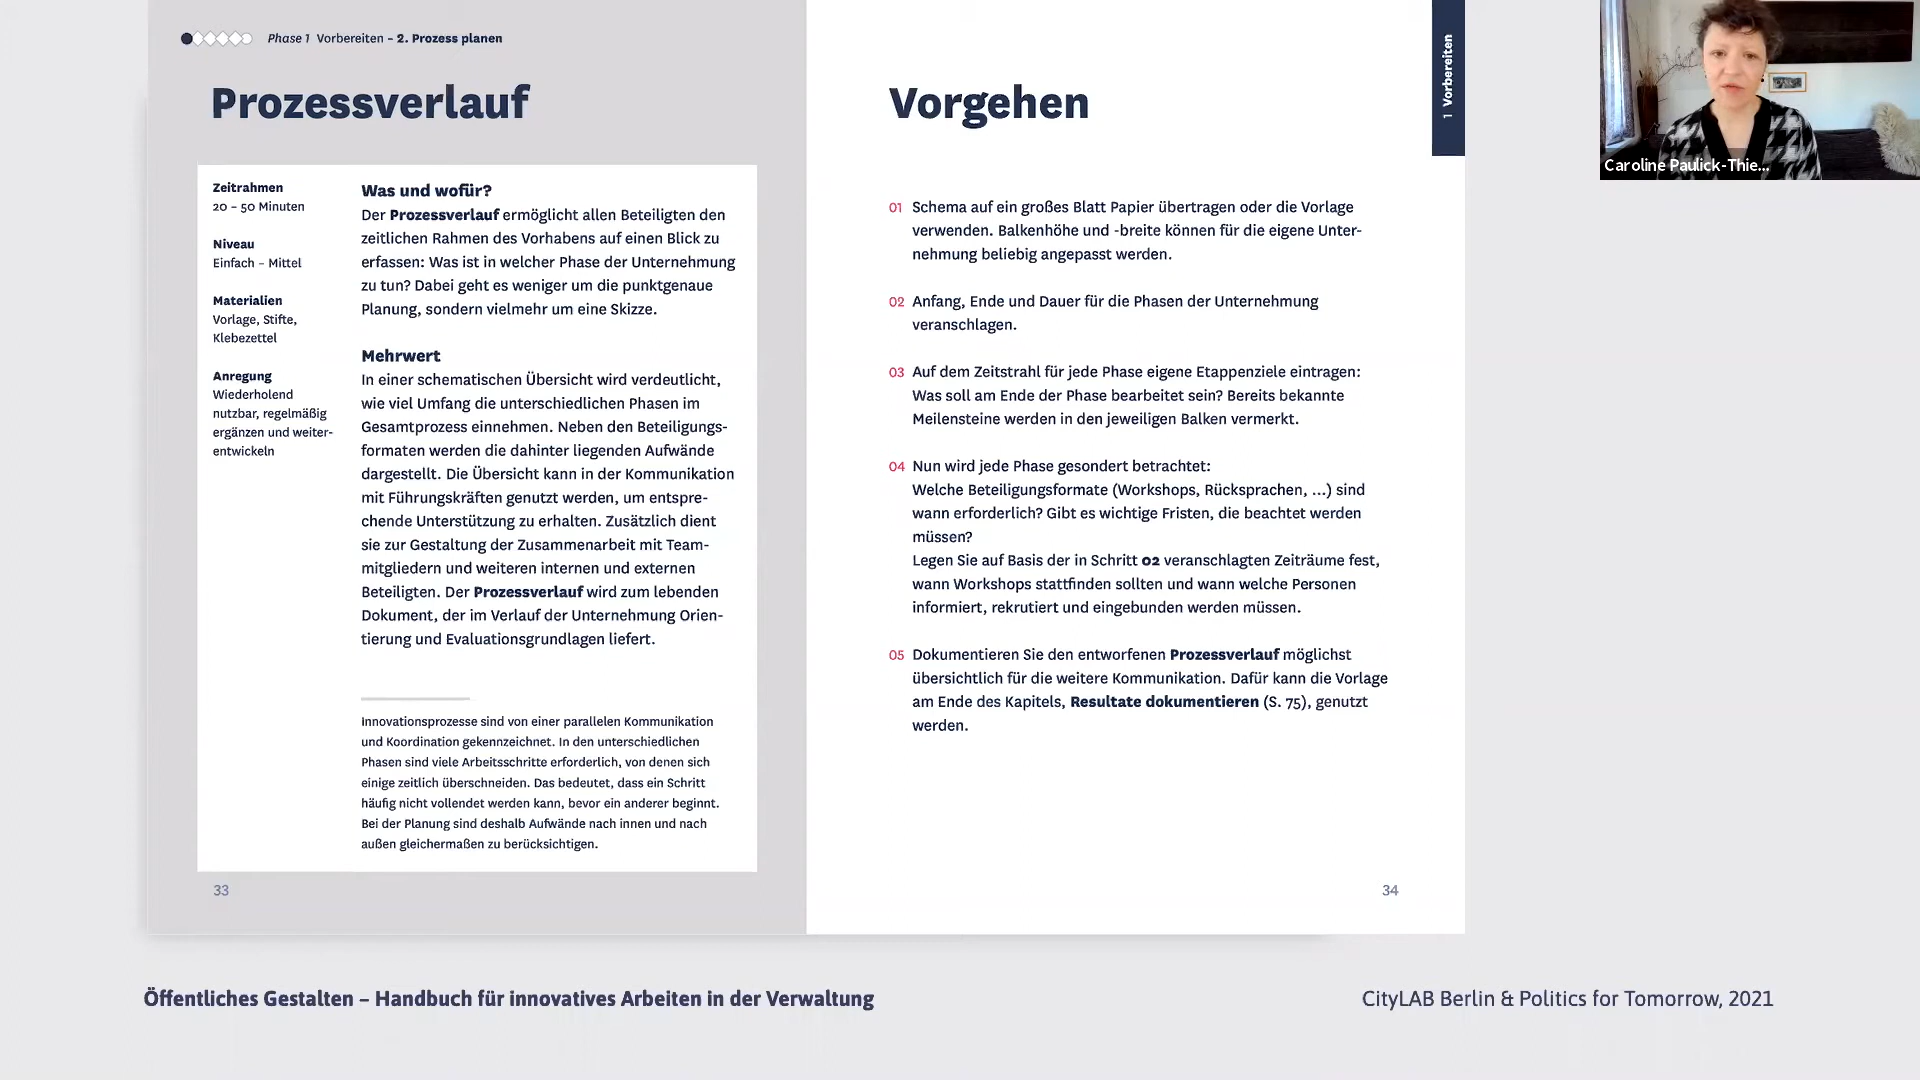 Phase 1 Vorbereiten – 2. Prozess planen
Prozessverlauf
Zeitrahmen
20 – 50 Minuten
Niveau
Einfach – Mittel
Materialien
Vorlage, Stifte,
Klebezettel
Anregung
Wiederholend
nutzbar, regelmäßig
ergänzen und weiter-
entwickeln
Was und wofür?
Der Prozessverlauf ermöglicht allen Beteiligten den
zeitlichen Rahmen des Vorhabens auf einen Blick zu
erfassen: Was ist in welcher Phase der Unternehmung
zu tun? Dabei geht es weniger um die punktgenaue
Planung, sondern vielmehr um eine Skizze.
Mehrwert
In einer schematischen Übersicht wird verdeutlicht,
wie viel Umfang die unterschiedlichen Phasen im
Gesamtprozess einnehmen. Neben den Beteiligungs-
formaten werden die dahinter liegenden Aufwände
dargestellt. Die Übersicht kann in der Kommunikation
mit Führungskräften genutzt werden, um entspre-
chende Unterstützung zu erhalten. Zusätzlich dient
sie zur Gestaltung der Zusammenarbeit mit Team-
mitgliedern und weiteren internen und externen
Beteiligten. Der Prozessverlauf wird zum lebenden
Dokument, der im Verlauf der Unternehmung Orien-
tierung und Evaluationsgrundlagen liefert.
Innovationsprozesse sind von einer parallelen Kommunikation
und Koordination gekennzeichnet. In den unterschiedlichen
Phasen sind viele Arbeitsschritte erforderlich, von denen sich
einige zeitlich überschneiden. Das bedeutet, dass ein Schritt
häufig nicht vollendet werden kann, bevor ein anderer beginnt.
Bei der Planung sind deshalb Aufwände nach innen und nach
außen gleichermaßen zu berücksichtigen.
33
Vorgehen
01 Schema auf ein großes Blatt Papier übertragen oder die Vorlage
verwenden. Balkenhöhe und -breite können für die eigene Unter-
nehmung beliebig angepasst werden.
02 Anfang, Ende und Dauer für die Phasen der Unternehmung
veranschlagen.
03 Auf dem Zeitstrahl für jede Phase eigene Etappenziele eintragen:
Was soll am Ende der Phase bearbeitet sein? Bereits bekannte
Meilensteine werden in den jeweiligen Balken vermerkt.
04 Nun wird jede Phase gesondert betrachtet:
Welche Beteiligungsformate (Workshops, Rücksprachen, ...) sind
wann erforderlich? Gibt es wichtige Fristen, die beachtet werden
müssen?
Legen Sie auf Basis der in Schritt 02 veranschlagten Zeiträume fest,
wann Workshops stattfinden sollten und wann welche Personen
informiert, rekrutiert und eingebunden werden müssen.
05 Dokumentieren Sie den entworfenen Prozessverlauf möglichst
übersichtlich für die weitere Kommunikation. Dafür kann die Vorlage
am Ende des Kapitels, Resultate dokumentieren (S. 75), genutzt
werden.
34
1 Vorbereiten
Caroline Paulick-Thie...
Öffentliches Gestalten – Handbuch für innovatives Arbeiten in der Verwaltung
CityLAB Berlin & Politics for Tomorrow, 2021